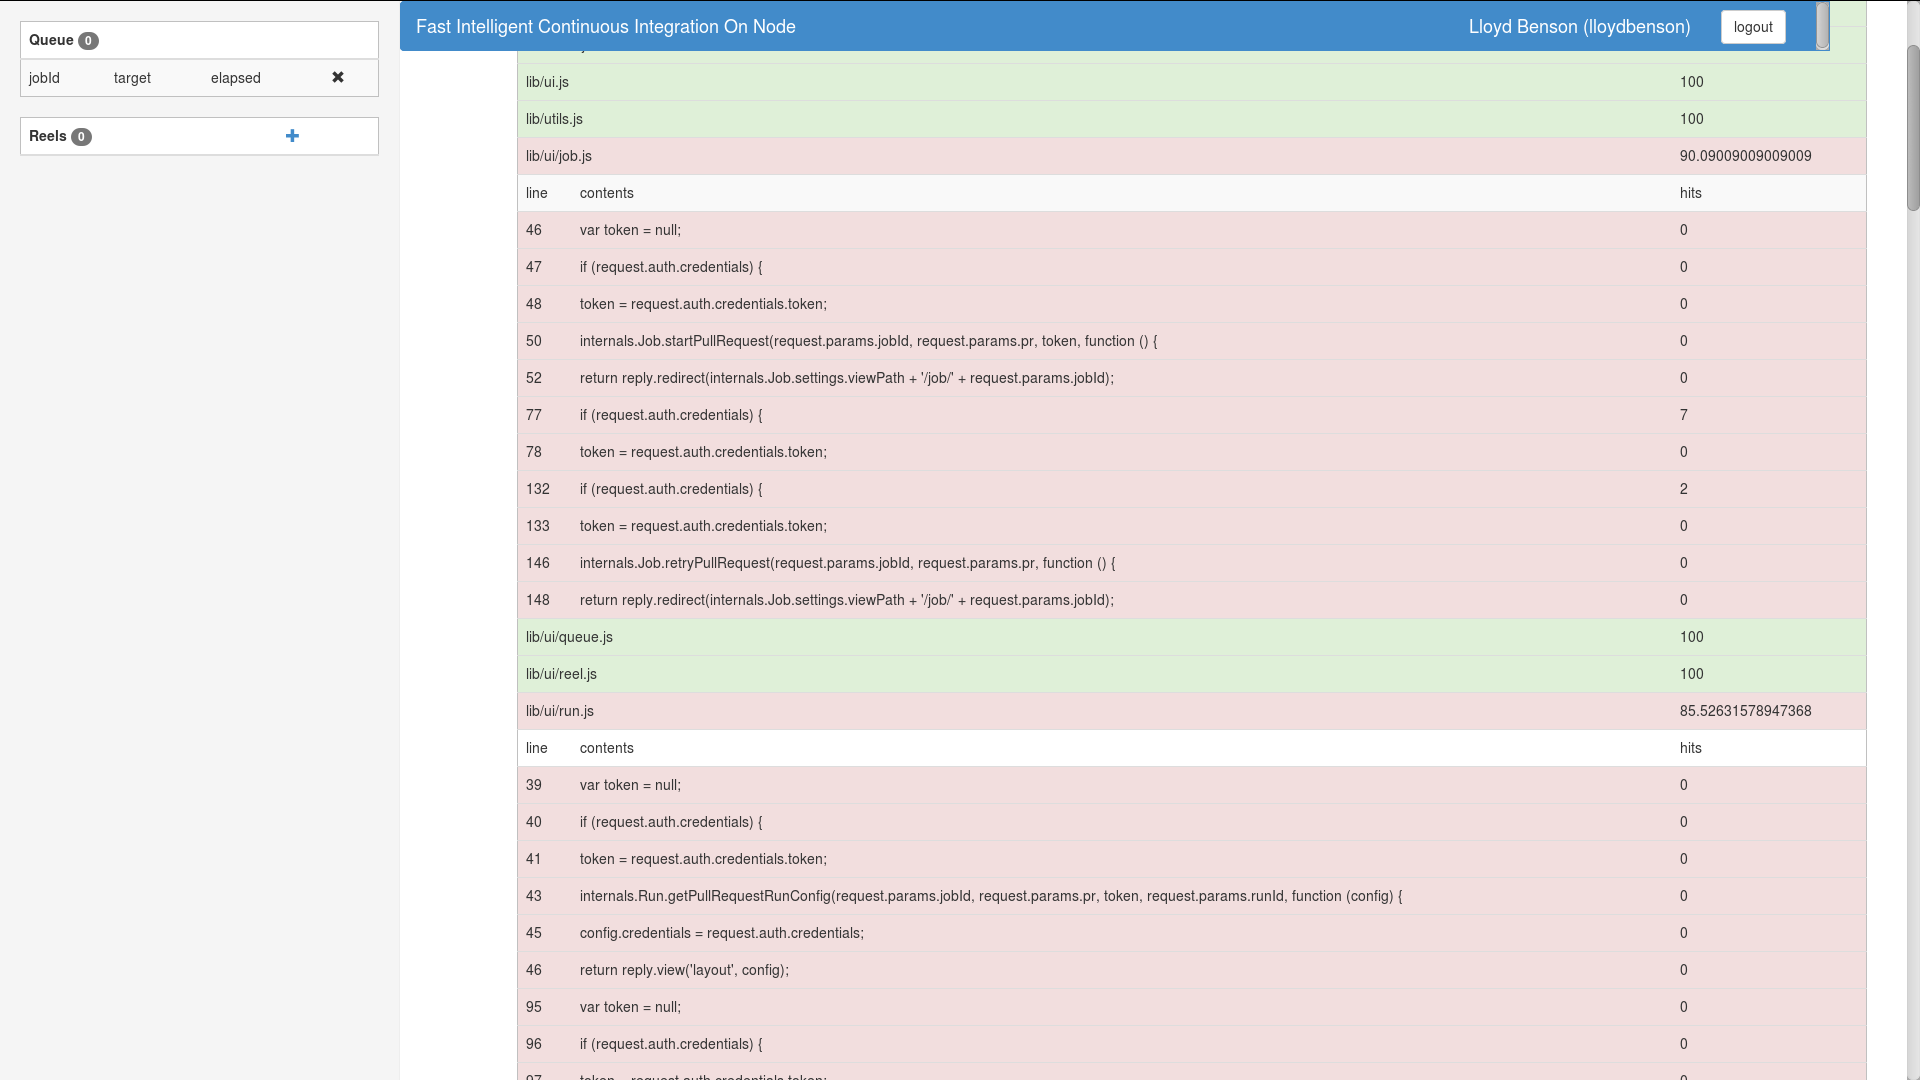 Fast Intelligent Continuous Integration On Node
Lloyd Benson (lloydbenson)
logout
Queue 0
jobId target elapsed ✖
Reels 0 +
lib/ui.js 100
lib/utils.js 100
lib/ui/job.js 90.09009009009009
line contents hits
46 var token = null; 0
47 if (request.auth.credentials) { 0
48 token = request.auth.credentials.token; 0
50 internals.Job.startPullRequest(request.params.jobId, request.params.pr, token, function () { 0
52 return reply.redirect(internals.Job.settings.viewPath + '/job/' + request.params.jobId); 0
77 if (request.auth.credentials) { 7
78 token = request.auth.credentials.token; 0
132 if (request.auth.credentials) { 2
133 token = request.auth.credentials.token; 0
146 internals.Job.retryPullRequest(request.params.jobId, request.params.pr, function () { 0
148 return reply.redirect(internals.Job.settings.viewPath + '/job/' + request.params.jobId); 0
lib/ui/queue.js 100
lib/ui/reel.js 100
lib/ui/run.js 85.52631578947368
line contents hits
39 var token = null; 0
40 if (request.auth.credentials) { 0
41 token = request.auth.credentials.token; 0
43 internals.Run.getPullRequestRunConfig(request.params.jobId, request.params.pr, token, request.params.runId, function (config) { 0
45 config.credentials = request.auth.credentials; 0
46 return reply.view('layout', config); 0
95 var token = null; 0
96 if (request.auth.credentials) { 0
97 token = request.auth.credentials.token; 0